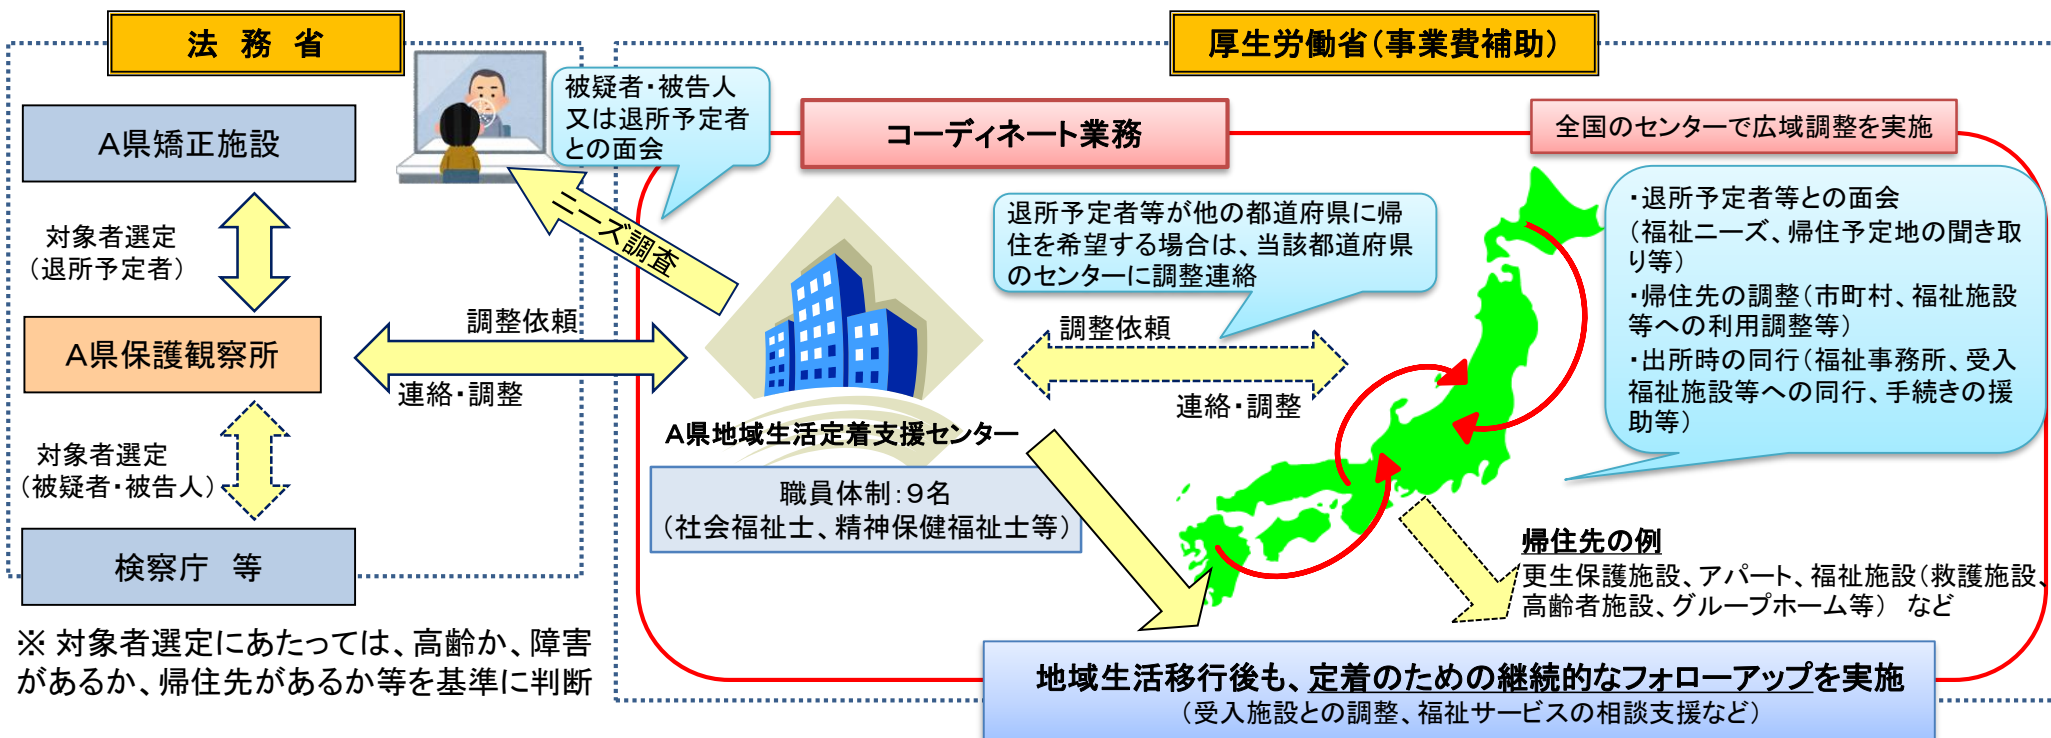 法 務 省
厚生労働省(事業費補助)
A県矯正施設
対象者選定
(退所予定者)
A県保護観察所
対象者選定
(被疑者・被告人)
検察庁 等
※ 対象者選定にあたっては、高齢か、障害
があるか、帰住先があるか等を基準に判断
被疑者・被告人
又は退所予定者
との面会
ニーズ調査
調整依頼
連絡・調整
コーディネート業務
A県地域生活定着支援センター
職員体制:9名
(社会福祉士、精神保健福祉士等)
退所予定者等が他の都道府県に帰
住を希望する場合は、当該都道府県
のセンターに調整連絡
調整依頼
連絡・調整
全国のセンターで広域調整を実施
・退所予定者等との面会
(福祉ニーズ、帰住予定地の聞き取
り等)
・帰住先の調整(市町村、福祉施設
等への利用調整等)
・出所時の同行(福祉事務所、受入
福祉施設等への同行、手続きの援
助等)
帰住先の例
更生保護施設、アパート、福祉施設(救護施設、
高齢者施設、グループホーム等) など
地域生活移行後も、定着のための継続的なフォローアップを実施
(受入施設との調整、福祉サービスの相談支援など)